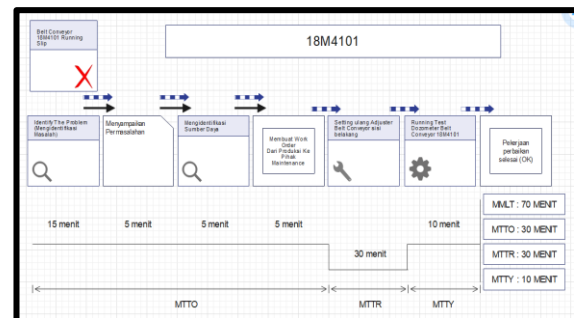 Belt Conveyor
18M4101 Running
Slip
18M4101
Identify The Problem
(Mengidentifikasi
Masalah)
Menyampaikan
Permasalahan
Mengidentifikasi
Sumber Daya
Membuat Work
Order
Dari Produksi Ke
Pihak
Maintenance
Setting ulang Adjuster
Belt Conveyor sisi
belakang
Running Test
Dozometer Belt
Conveyor 18M4101
Pekerjaan
perbaikan
selesai (OK)
15 menit
5 menit
5 menit
5 menit
30 menit
10 menit
MMLT : 70 MENIT
MTTO : 30 MENIT
MTTR : 30 MENIT
MTTY : 10 MENIT
MTTO
MTTR
MTTY